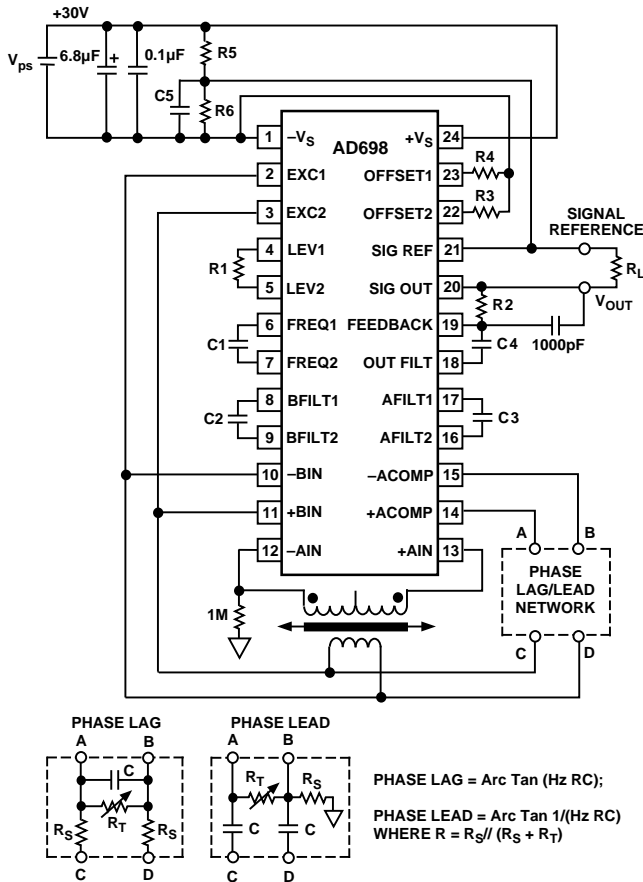 +30V
Vps
6.8µF
+
0.1µF
R5
C5
R6
AD698
1 –VS
+VS 24
2 EXC1
OFFSET1 23
R4
3 EXC2
OFFSET2 22
R3
SIGNAL
REFERENCE
4 LEV1
SIG REF 21
R1
RL
5 LEV2
SIG OUT 20
VOUT
R2
6 FREQ1
FEEDBACK 19
C1
C4
1000pF
7 FREQ2
OUT FILT 18
8 BFILT1
AFILT1 17
C2
C3
9 BFILT2
AFILT2 16
10 –BIN
–ACOMP 15
11 +BIN
+ACOMP 14
A
B
12 –AIN
+AIN 13
PHASE
LAG/LEAD
NETWORK
1M
C
D
PHASE LAG
A
B
C
RT
RS
RS
C
D
PHASE LEAD
A
B
RT
RS
C
C
C
D
PHASE LAG = Arc Tan (Hz RC);
PHASE LEAD = Arc Tan 1/(Hz RC)
WHERE R = RS// (RS + RT)